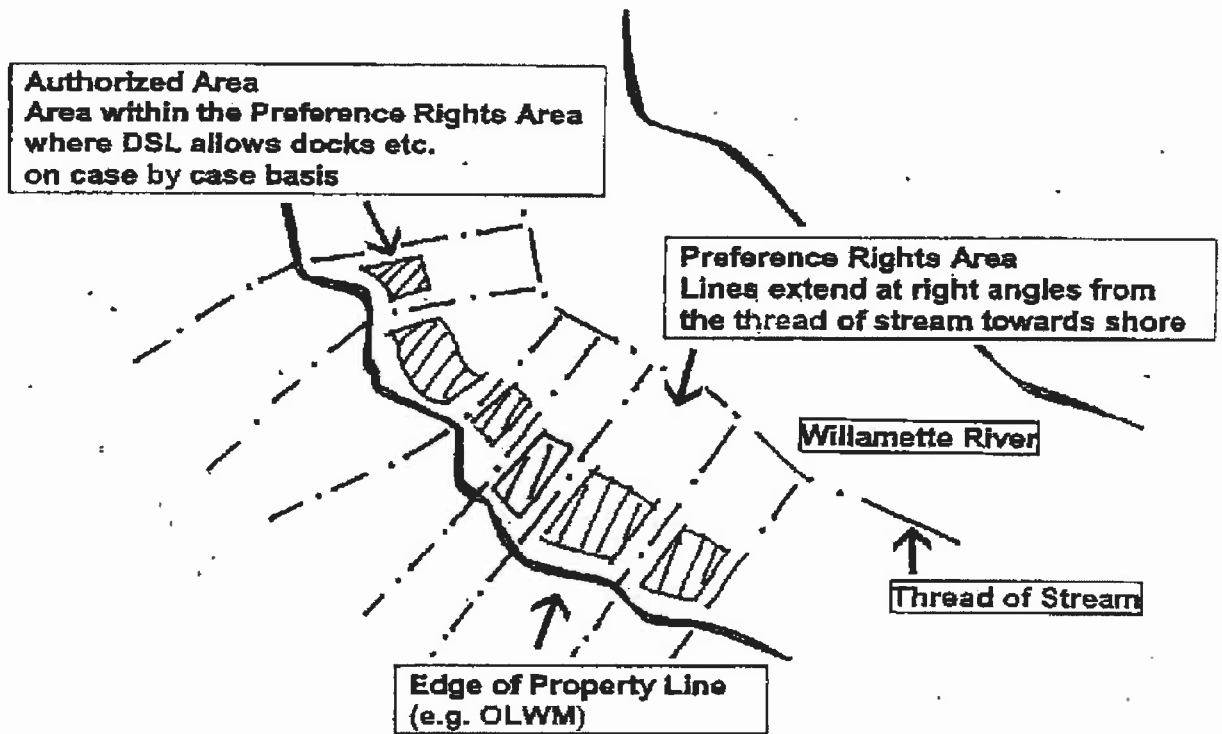 Authorized Area
Area within the Preference Rights Area
where DSL allows docks etc.
on case by case basis
Preference Rights Area
Lines extend at right angles from
the thread of stream towards shore
Willamette River
Thread of Stream
Edge of Property Line
(e.g. OLWM)